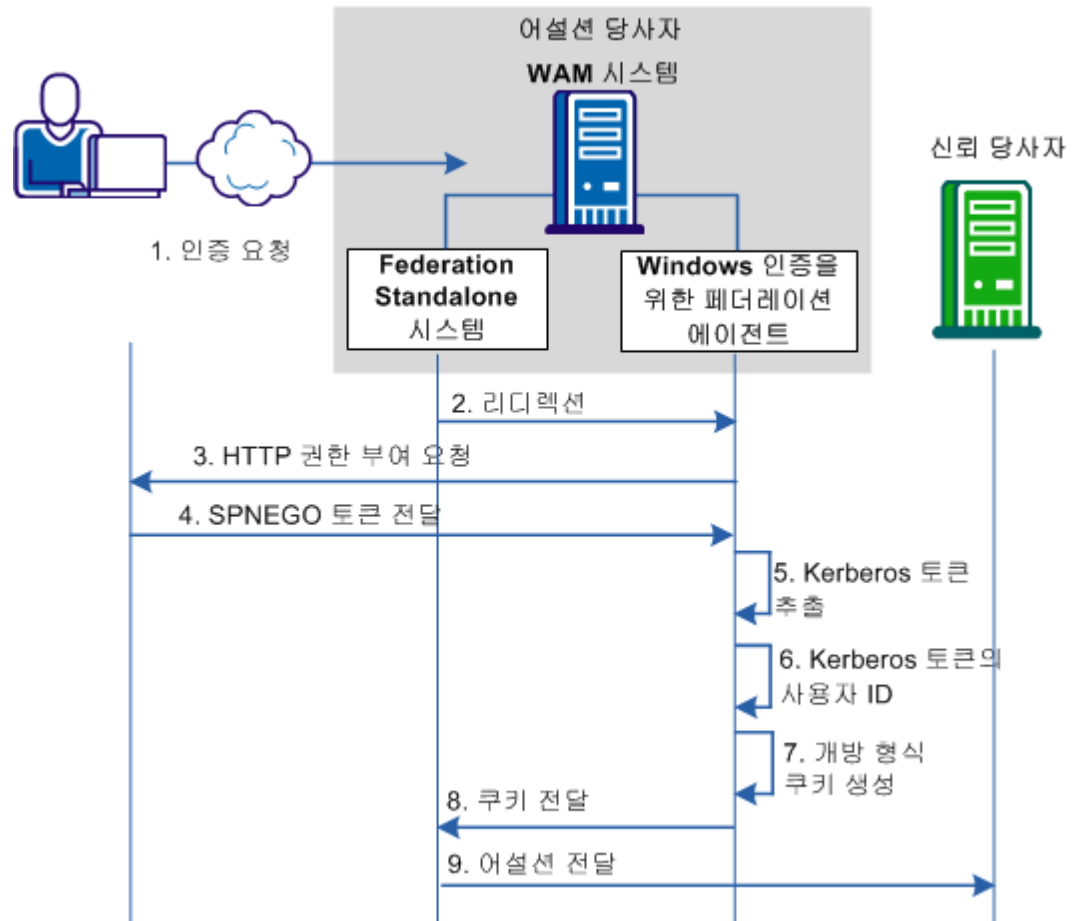 어설션 당사자
WAM 시스템
신뢰 당사자
1. 인증 요청
Federation
Standalone
시스템
Windows 인증을
위한 페더레이션
에이전트
2. 리디렉션
3. HTTP 권한 부여 요청
4. SPNEGO 토큰 전달
5. Kerberos 토큰
추출
6. Kerberos 토큰의
사용자 ID
7. 개방 형식
쿠키 생성
8. 쿠키 전달
9. 어설션 전달